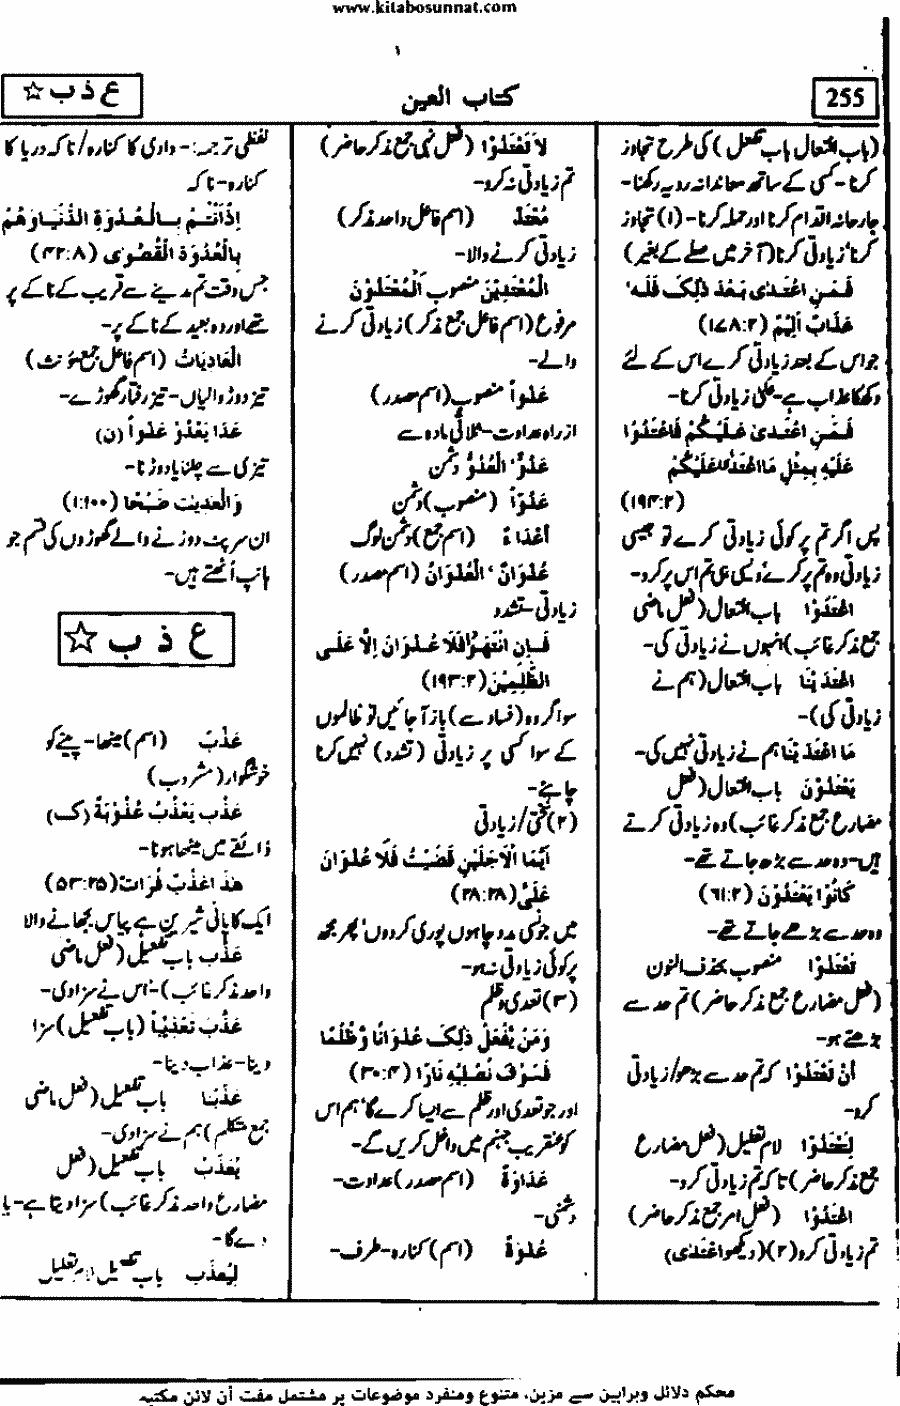 www.kitabosunnat.com
255
کتاب العین
ع ذ ب ☆
(باب افتعال باب تفعل) کی طرح تجاوز
کرنا۔ کسی کے ساتھ معاندانہ رویہ رکھنا۔
جارحانہ اقدام کرنا اور حملہ کرنا۔ (۱) تجاوز
کرنا' زیادتی کرنا (آخر میں صلے کے بغیر)
فَمَنِ اعْتَدٰى بَعْدَ ذٰلِكَ فَلَهٗ
عَذَابٌ اَلِيْمٌ (۱۷۸:۲)
جو اس کے بعد زیادتی کرے اس کے لئے
دکھ کا عذاب ہے۔ علیٰ زیادتی کرنا۔
فَمَنِ اعْتَدٰى عَلَيْكُمْ فَاعْتَدُوْا
عَلَيْهِ بِمِثْلِ مَا اعْتَدٰى عَلَيْكُمْ
(۱۹۴:۲)
پس اگر تم پر کوئی زیادتی کرے تو جیسی
زیادتی وہ تم پر کرے' ویسی ہی تم اس پر کرو۔
اعْتَدَوْا باب افتعال (فعل ماضی
جمع مذکر غائب) انہوں نے زیادتی کی۔
اعْتَدَيْنَا باب افتعال (ہم نے
زیادتی کی)۔
مَا اعْتَدَيْنَا ہم نے زیادتی نہیں کی۔
يَعْتَدُوْنَ باب افتعال (فعل
مضارع جمع مذکر غائب) وہ زیادتی کرتے
ہیں۔ وہ حد سے بڑھ جاتے تھے۔
كَانُوْا يَعْتَدُوْنَ (۶۱:۲)
وہ حد سے بڑھے جاتے تھے۔
تَعْتَدُوْا منصوب بحذف النون
(فعل مضارع جمع مذکر حاضر) تم حد سے
بڑھتے ہو۔
اَنْ تَعْتَدُوْا کہ تم حد سے بڑھو/ زیادتی
کرو۔
لِتَعْتَدُوْا لام تعلیل (فعل مضارع
جمع مذکر حاضر) تاکہ تم زیادتی کرو۔
اعْتَدُوْا (فعل امر جمع مذکر حاضر)
تم زیادتی کرو (۲) (دیکھو اعْتَدٰى)
لَا تَعْتَدُوْا (فعل نہی جمع مذکر حاضر)
تم زیادتی نہ کرو۔
مُعْتَدٍ (اسم فاعل واحد مذکر)
زیادتی کرنے والا۔
الْمُعْتَدِيْنَ منصوب الْمُعْتَدُوْنَ
مرفوع (اسم فاعل جمع مذکر) زیادتی کرنے
والے۔
عَدْواً منصوب (اسم مصدر)
از راہ عداوت۔ ثلاثی مادہ سے
عَدُوٌّ' الْعَدُوُّ دشمن
عَدُوّاً (منصوب) دشمن
اَعْدَاءٌ (اسم جمع) دشمن لوگ
عُدْوَانٌ' الْعُدْوَانُ (اسم مصدر)
زیادتی۔ تشدد
فَاِنِ انْتَهَوْا فَلَا عُدْوَانَ اِلَّا عَلَى
الظّٰلِمِيْنَ (۱۹۳:۲)
سو اگر وہ (فساد سے) باز آ جائیں تو ظالموں
کے سوا کسی پر زیادتی (تشدد) نہیں کرنا
چاہئے۔
(۲) سختی/ زیادتی
اَيَّمَا الْاَجَلَيْنِ قَضَيْتُ فَلَا عُدْوَانَ
عَلَيَّ (۲۸:۲۸)
میں جونسی مدت چاہوں پوری کر دوں' پھر مجھ
پر کوئی زیادتی نہ ہو۔
(۳) تعدی و ظلم
وَمَنْ يَّفْعَلْ ذٰلِكَ عُدْوَانًا وَّظُلْمًا
فَسَوْفَ نُصْلِيْهِ نَارًا (۳۰:۴)
اور جو تعدی اور ظلم سے ایسا کرے گا' ہم اس
کو عنقریب جہنم میں داخل کریں گے۔
عَدَاوَةٌ (اسم مصدر) عداوت۔
دشمنی۔
عُدْوَةٌ (اسم) کنارہ۔ طرف۔
لفظی ترجمہ:۔ وادی کا کنارہ/ ناکہ دریا کا
کنارہ۔ ناکہ
اِذْ اَنْتُمْ بِالْعُدْوَةِ الدُّنْيَا وَهُمْ
بِالْعُدْوَةِ الْقُصْوٰى (۴۲:۸)
جس وقت تم مدینے سے قریب کے ناکے پر
تھے اور وہ بعید کے ناکے پر۔
الْعَادِيَاتُ (اسم فاعل جمع مؤنث)
تیز دوڑ والیاں۔ تیز رفتار گھوڑے۔
عَدَا يَعْدُوْ عَدْواً (ن)
تیزی سے چلنا یا دوڑنا۔
وَالْعٰدِيٰتِ ضَبْحًا (۱:۱۰۰)
ان سرپٹ دوڑنے والے گھوڑوں کی قسم جو
ہانپ اٹھتے ہیں۔
ع ذ ب ☆
عَذْبٌ (اسم) میٹھا۔ پینے کو
خوشگوار (مشروب)
عَذُبَ يَعْذُبُ عُذُوْبَةً (ک)
ذائقے میں میٹھا ہونا۔
هٰذَا عَذْبٌ فُرَاتٌ (۵۳:۲۵)
ایک کا پانی شیریں ہے پیاس بجھانے والا
عَذَّبَ باب تفعیل (فعل ماضی
واحد مذکر غائب)۔ اس نے سزا دی۔
عَذَّبَ تَعْذِيْباً (باب تفعیل) سزا
دینا۔ عذاب دینا۔
عَذَّبْنَا باب تفعیل (فعل ماضی
جمع متکلم) ہم نے سزا دی۔
يُعَذِّبُ باب تفعیل (فعل
مضارع واحد مذکر غائب) سزا دیتا ہے۔ یا
دے گا۔
لِيُعَذِّبَ باب تفعیل لام تعلیل
محکم دلائل وبراہین سے مزین، متنوع ومنفرد موضوعات پر مشتمل مفت آن لائن مکتبہ